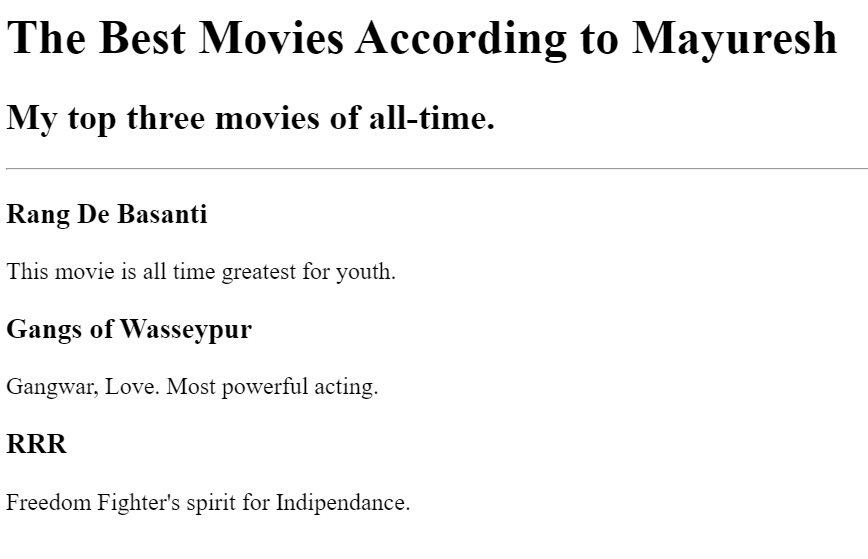 The Best Movies According to Mayuresh
My top three movies of all-time.
Rang De Basanti
This movie is all time greatest for youth.
Gangs of Wasseypur
Gangwar, Love. Most powerful acting.
RRR
Freedom Fighter's spirit for Indipendance.